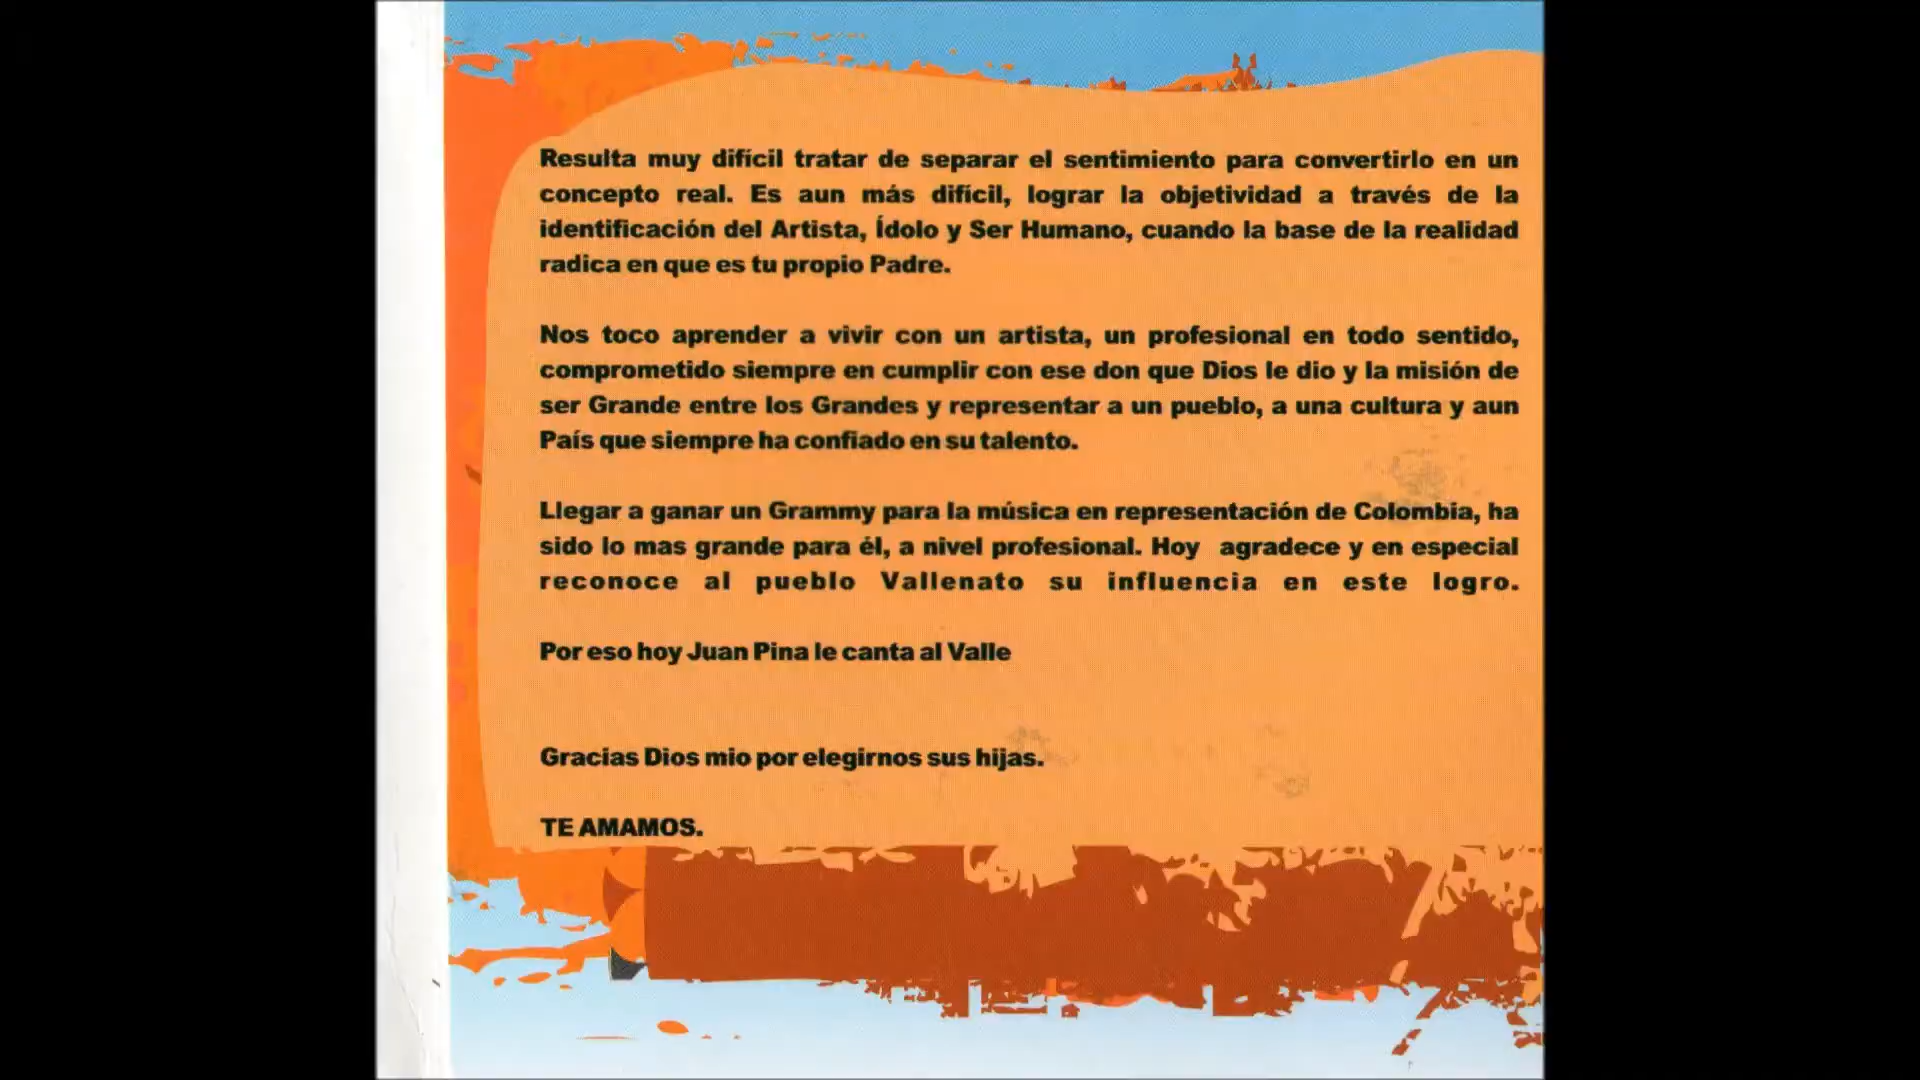 Resulta muy difícil tratar de separar el sentimiento para convertirlo en un
concepto real. Es aun más difícil, lograr la objetividad a través de la
identificación del Artista, Ídolo y Ser Humano, cuando la base de la realidad
radica en que es tu propio Padre.
Nos toco aprender a vivir con un artista, un profesional en todo sentido,
comprometido siempre en cumplir con ese don que Dios le dio y la misión de
ser Grande entre los Grandes y representar a un pueblo, a una cultura y aun
País que siempre ha confiado en su talento.
Llegar a ganar un Grammy para la música en representación de Colombia, ha
sido lo mas grande para él, a nivel profesional. Hoy agradece y en especial
reconoce al pueblo Vallenato su influencia en este logro.
Por eso hoy Juan Pina le canta al Valle
Gracias Dios mio por elegirnos sus hijas.
TE AMAMOS.